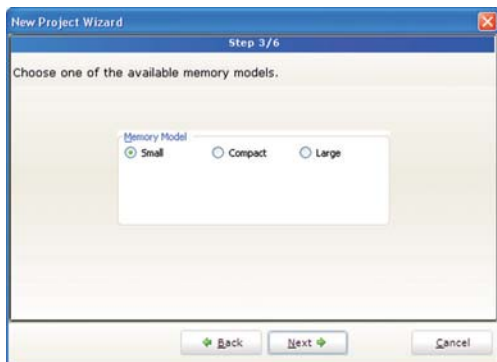 New Project Wizard
Step 3/6
Choose one of the available memory models.
Memory Model
Small Compact Large
Back Next Cancel